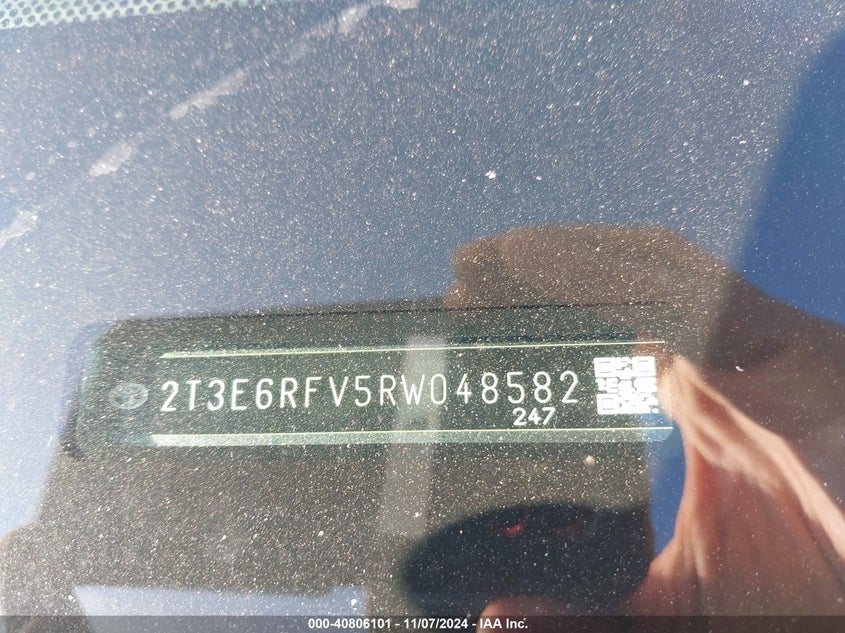 2T3E6RFV5RW048582
247
000-40806101 - 11/07/2024 - IAA Inc.